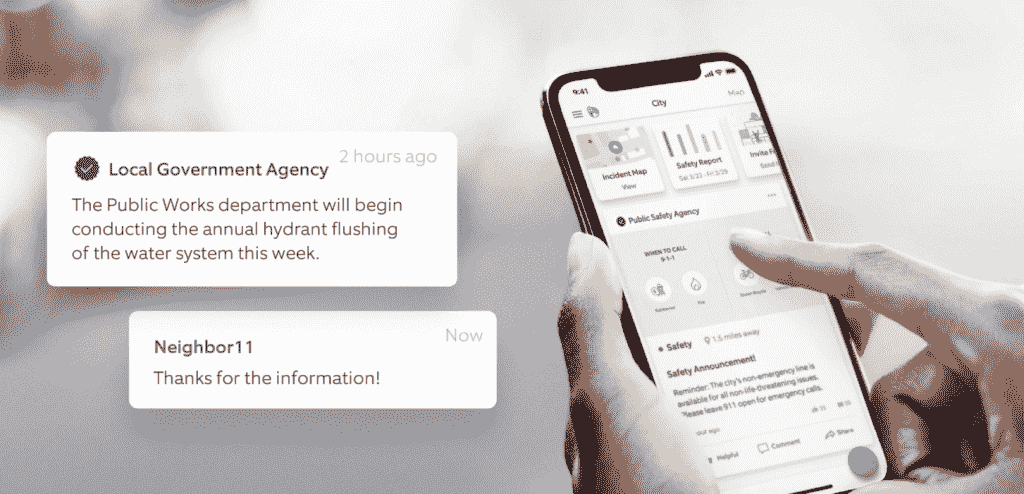 2 hours ago
Local Government Agency
The Public Works department will begin
conducting the annual hydrant flushing
of the water system this week.
Now
Neighbor11
Thanks for the information!
9:41
City
Map
Incident Map
View
Safety Report
Sat 3/23 - Fri 3/29
Invite
Public Safety Agency
WHEN TO CALL
9-1-1
Fire
Safety
1.5 miles away
Safety Announcement!
Reminder: The city's non-emergency line is
available for all non-life-threatening issues.
Please leave 911 open for emergency calls.
ago
Helpful
Comment
Share